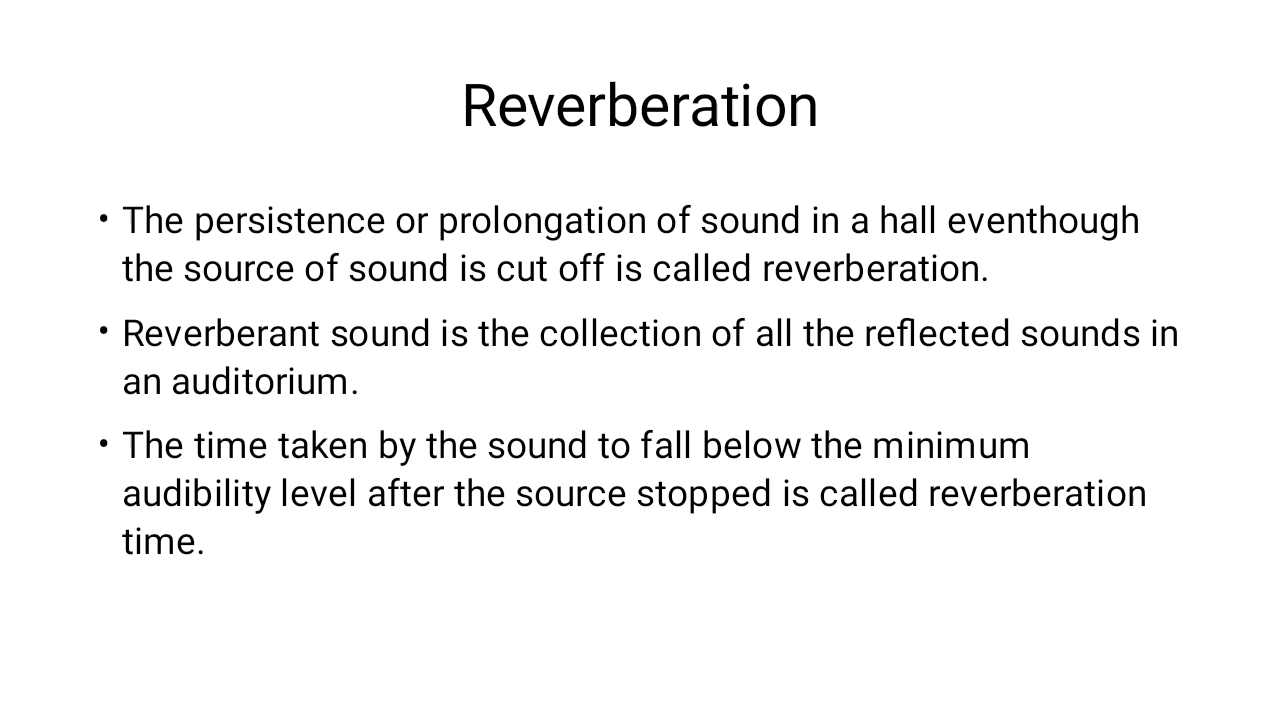 Reverberation
• The persistence or prolongation of sound in a hall eventhough
the source of sound is cut off is called reverberation.
• Reverberant sound is the collection of all the reflected sounds in
an auditorium.
• The time taken by the sound to fall below the minimum
audibility level after the source stopped is called reverberation
time.